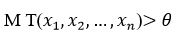 M T(x₁, x₂, …, xₙ)> θ